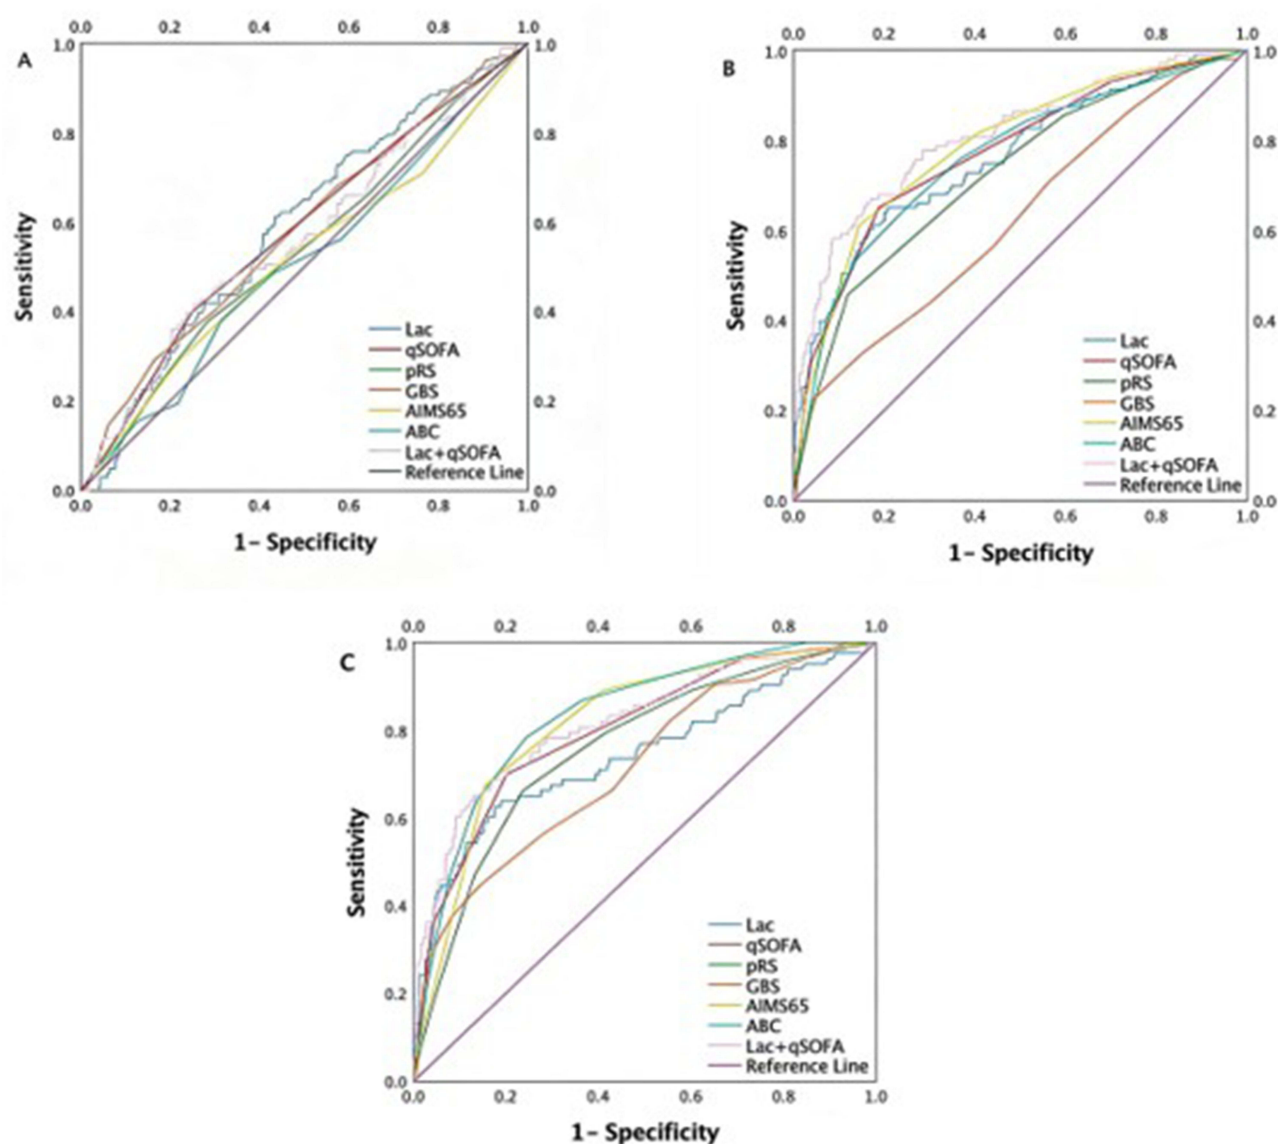 0.0 0.2 0.4 0.6 0.8 1.0
A
1.0 1.0
0.8 0.8
0.6 0.6
Sensitivity
0.4 0.4
0.2 0.2
0.0 0.0
Lac
qSOFA
pRS
GBS
AIMS65
ABC
Lac+qSOFA
Reference Line
0.0 0.2 0.4 0.6 0.8 1.0
1- Specificity
0.0 0.2 0.4 0.6 0.8 1.0
B
1.0 1.0
0.8 0.8
0.6 0.6
Sensitivity
0.4 0.4
0.2 0.2
0.0 0.0
Lac
qSOFA
pRS
GBS
AIMS65
ABC
Lac+qSOFA
Reference Line
0.0 0.2 0.4 0.6 0.8 1.0
1- Specificity
0.0 0.2 0.4 0.6 0.8 1.0
C
1.0
0.8
0.6
Sensitivity
0.4
0.2
0.0
Lac
qSOFA
pRS
GBS
AIMS65
ABC
Lac+qSOFA
Reference Line
0.0 0.2 0.4 0.6 0.8 1.0
1- Specificity